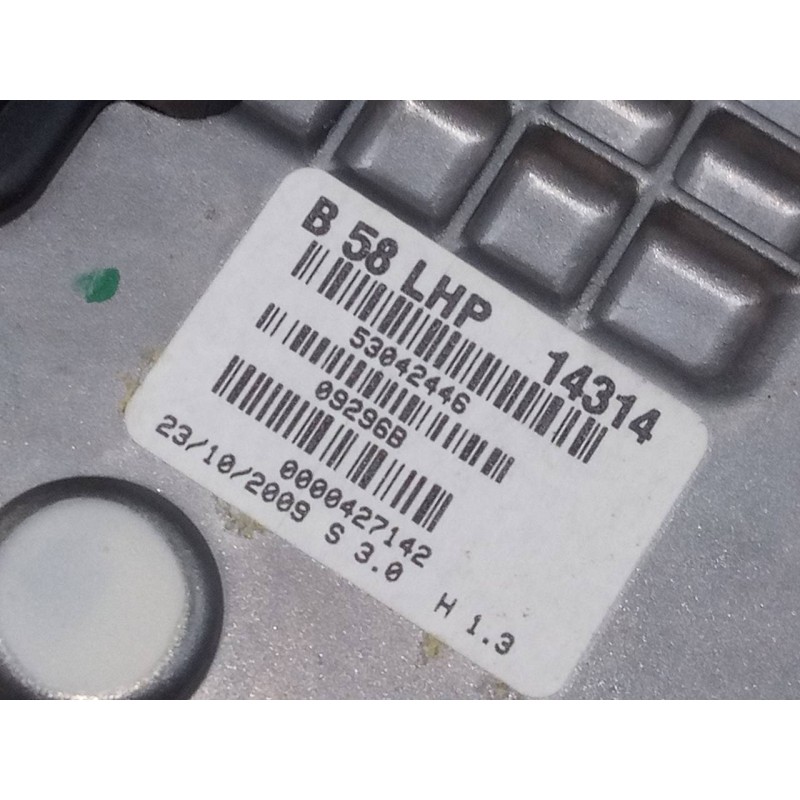 B 58 LHP 14314
53042446
09296B
0000427142
23/10/2009 S 3.0 H 1.3